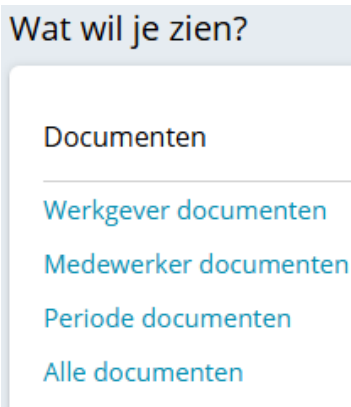 Wat wil je zien?
Documenten
Werkgever documenten
Medewerker documenten
Periode documenten
Alle documenten